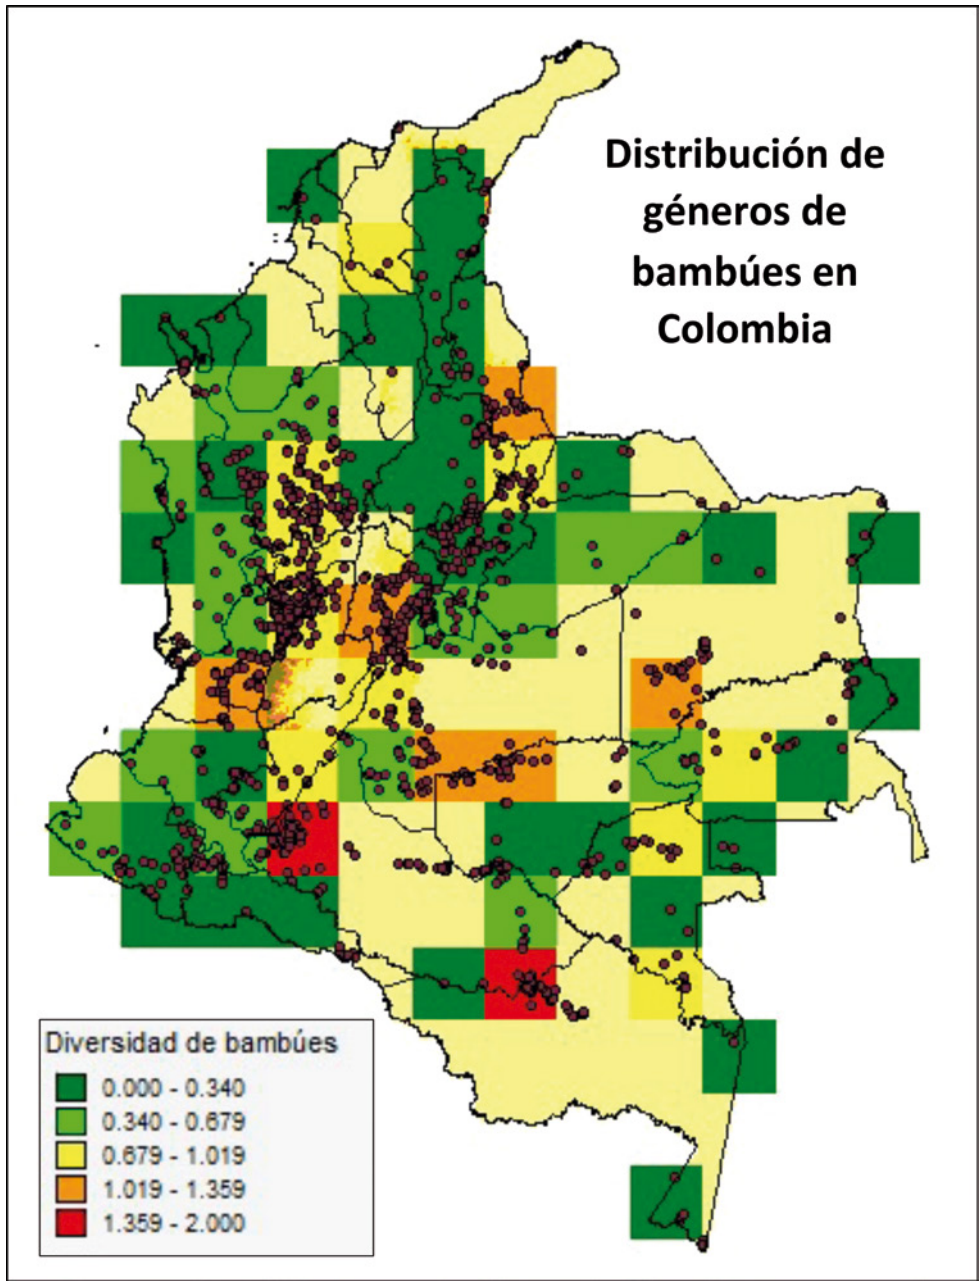 Distribución de
géneros de
bambúes en
Colombia
Diversidad de bambúes
0.000 - 0.340
0.340 - 0.679
0.679 - 1.019
1.019 - 1.359
1.359 - 2.000